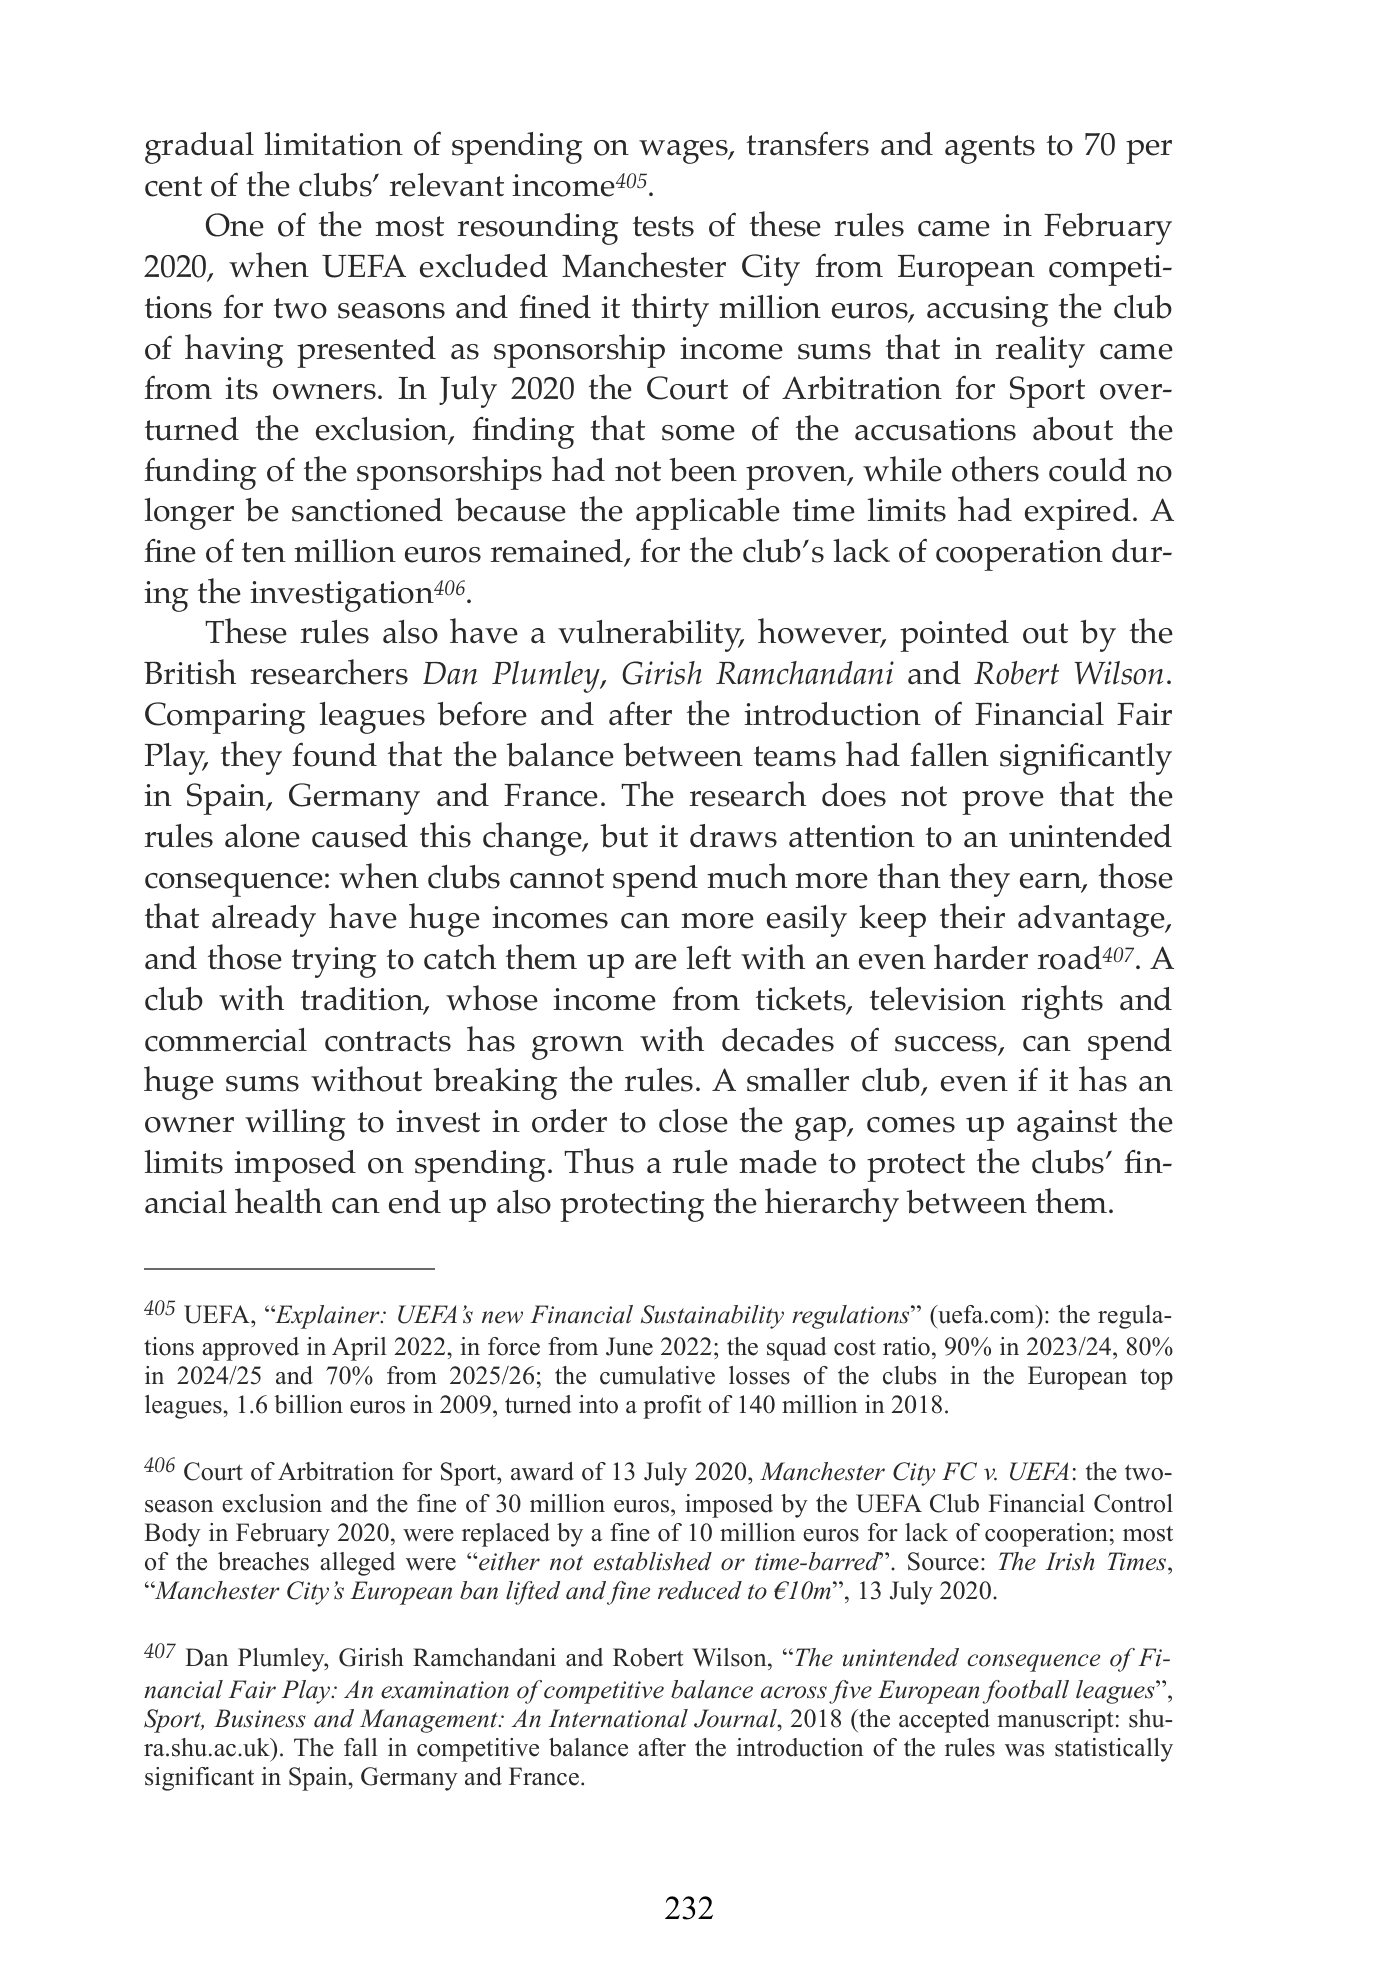 gradual limitation of spending on wages, transfers and agents to 70 per
cent of the clubs’ relevant income405.
One of the most resounding tests of these rules came in February
2020, when UEFA excluded Manchester City from European competi-
tions for two seasons and fined it thirty million euros, accusing the club
of having presented as sponsorship income sums that in reality came
from its owners. In July 2020 the Court of Arbitration for Sport over-
turned the exclusion, finding that some of the accusations about the
funding of the sponsorships had not been proven, while others could no
longer be sanctioned because the applicable time limits had expired. A
fine of ten million euros remained, for the club’s lack of cooperation dur-
ing the investigation406.
These rules also have a vulnerability, however, pointed out by the
British researchers Dan Plumley, Girish Ramchandani and Robert Wilson.
Comparing leagues before and after the introduction of Financial Fair
Play, they found that the balance between teams had fallen significantly
in Spain, Germany and France. The research does not prove that the
rules alone caused this change, but it draws attention to an unintended
consequence: when clubs cannot spend much more than they earn, those
that already have huge incomes can more easily keep their advantage,
and those trying to catch them up are left with an even harder road407. A
club with tradition, whose income from tickets, television rights and
commercial contracts has grown with decades of success, can spend
huge sums without breaking the rules. A smaller club, even if it has an
owner willing to invest in order to close the gap, comes up against the
limits imposed on spending. Thus a rule made to protect the clubs’ fin-
ancial health can end up also protecting the hierarchy between them.
405 UEFA, “Explainer: UEFA’s new Financial Sustainability regulations” (uefa.com): the regula-
tions approved in April 2022, in force from June 2022; the squad cost ratio, 90% in 2023/24, 80%
in 2024/25 and 70% from 2025/26; the cumulative losses of the clubs in the European top
leagues, 1.6 billion euros in 2009, turned into a profit of 140 million in 2018.
406 Court of Arbitration for Sport, award of 13 July 2020, Manchester City FC v. UEFA: the two-
season exclusion and the fine of 30 million euros, imposed by the UEFA Club Financial Control
Body in February 2020, were replaced by a fine of 10 million euros for lack of cooperation; most
of the breaches alleged were “either not established or time-barred”. Source: The Irish Times,
“Manchester City’s European ban lifted and fine reduced to €10m”, 13 July 2020.
407 Dan Plumley, Girish Ramchandani and Robert Wilson, “The unintended consequence of Fi-
nancial Fair Play: An examination of competitive balance across five European football leagues”,
Sport, Business and Management: An International Journal, 2018 (the accepted manuscript: shu-
ra.shu.ac.uk). The fall in competitive balance after the introduction of the rules was statistically
significant in Spain, Germany and France.
232